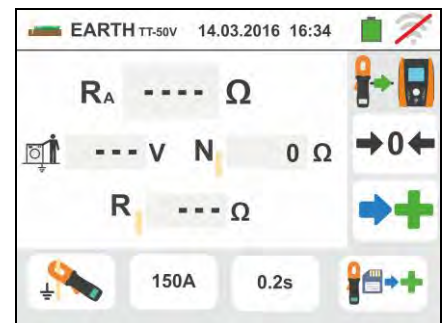 EARTH TT-50V 14.03.2016 16:34
RA ---- Ω
--- V N 0 Ω
→0←
R --- Ω
150A 0.2s